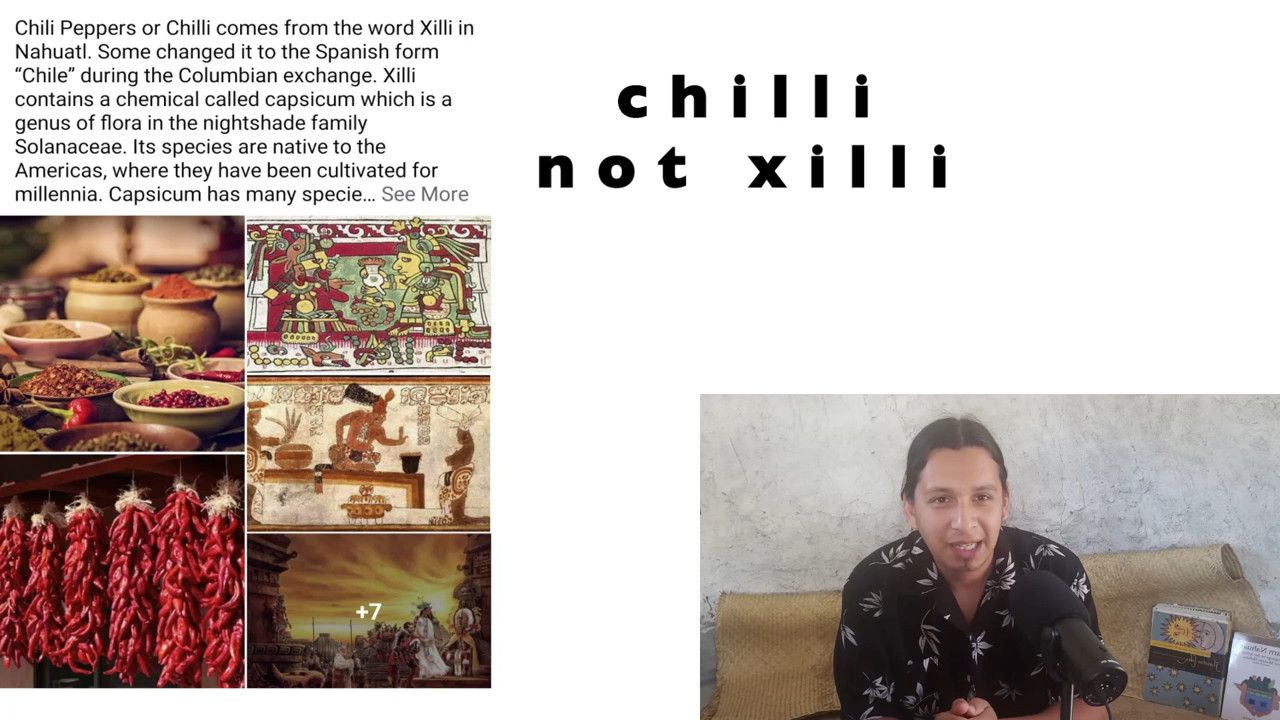 Chili Peppers or Chilli comes from the word Xilli in
Nahuatl. Some changed it to the Spanish form
“Chile” during the Columbian exchange. Xilli
contains a chemical called capsicum which is a
genus of flora in the nightshade family
Solanaceae. Its species are native to the
Americas, where they have been cultivated for
millennia. Capsicum has many specie... See More
chilli
not xilli
+7